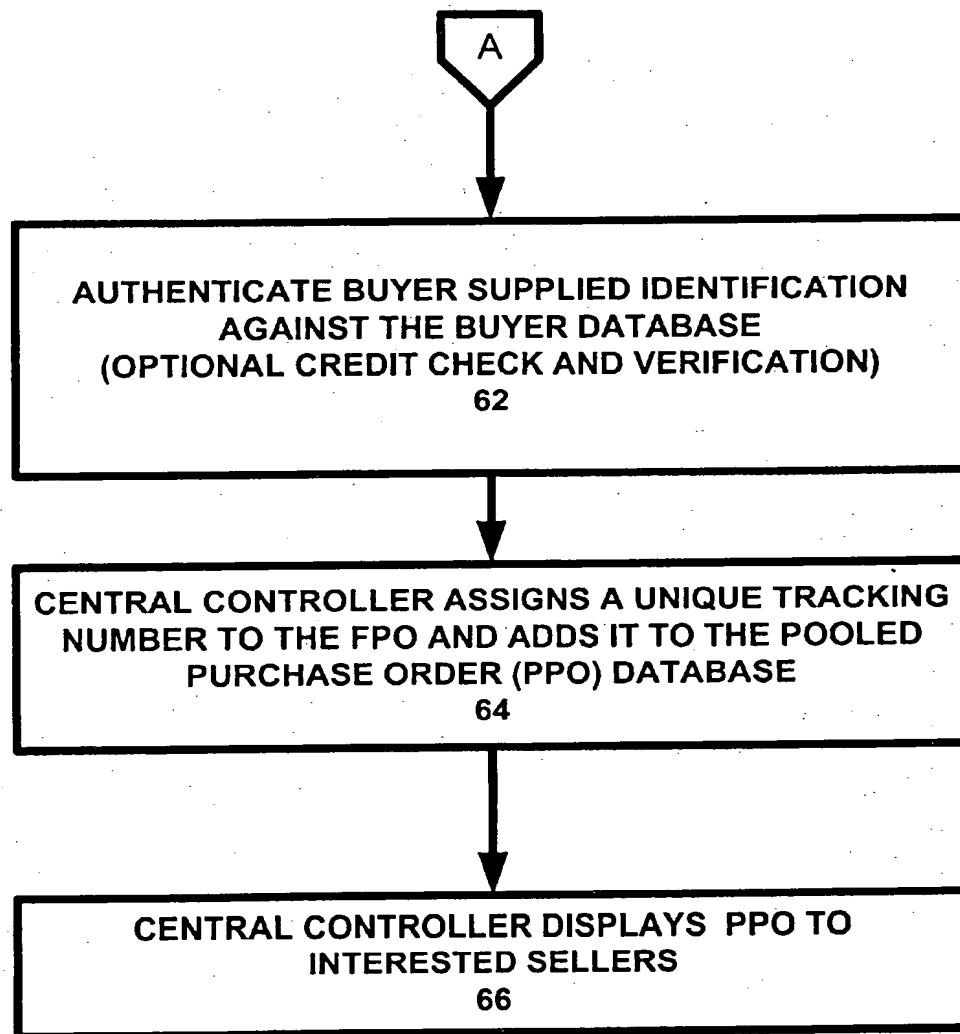 A
AUTHENTICATE BUYER SUPPLIED IDENTIFICATION
AGAINST THE BUYER DATABASE
(OPTIONAL CREDIT CHECK AND VERIFICATION)
62
CENTRAL CONTROLLER ASSIGNS A UNIQUE TRACKING
NUMBER TO THE FPO AND ADDS IT TO THE POOLED
PURCHASE ORDER (PPO) DATABASE
64
CENTRAL CONTROLLER DISPLAYS PPO TO
INTERESTED SELLERS
66